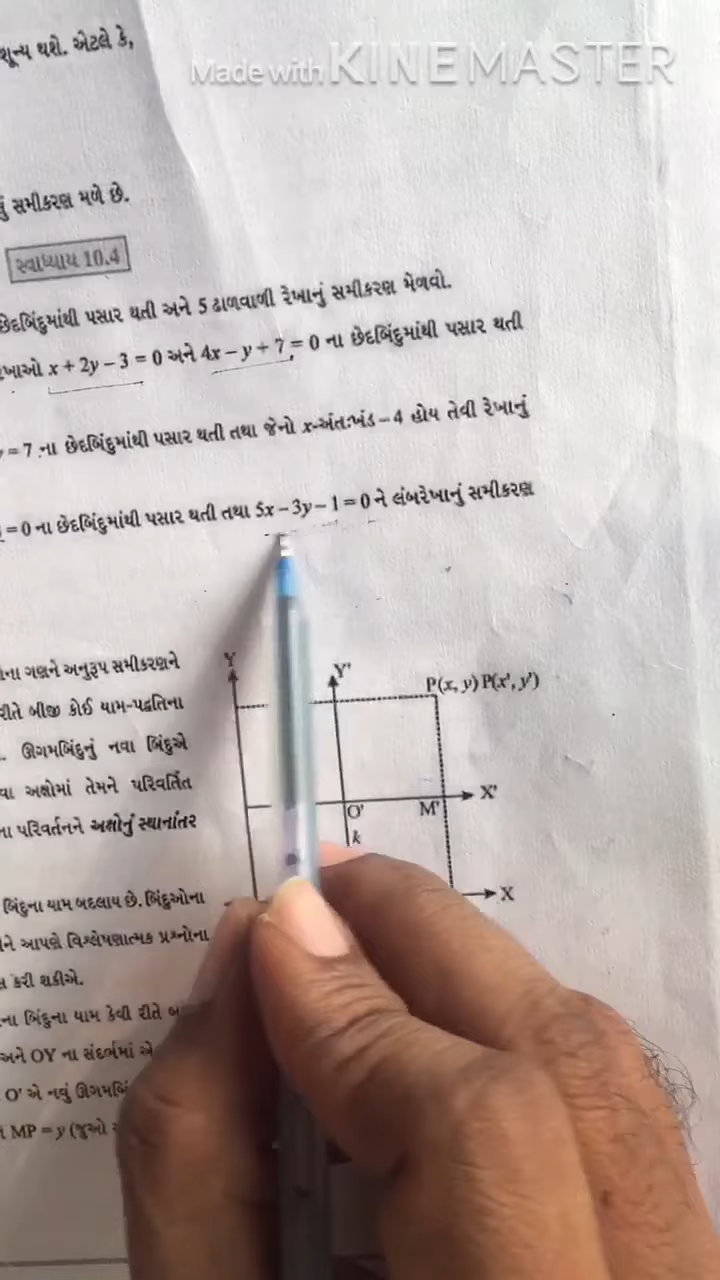 Made with KINEMASTER
શૂન્ય થશે. એટલે કે,
સમીકરણ મળે છે.
સ્વાધ્યાય 10.4
છેદબિંદુમાંથી પસાર થતી અને 5 ઢાળવાળી રેખાનું સમીકરણ મેળવો.
x + 2y – 3 = 0 અને 4x – y + 7 = 0 ના છેદબિંદુમાંથી પસાર થતી
= 7 ના છેદબિંદુમાંથી પસાર થતી તથા જેનો x-અંતઃખંડ – 4 હોય તેવી રેખાનું
= 0 ના છેદબિંદુમાંથી પસાર થતી તથા 5x – 3y – 1 = 0 ને લંબરેખાનું સમીકરણ
ના ગણને અનુરૂપ સમીકરણને
રીતે બીજી કોઈ યામ-પદ્ધતિના
. ઊગમબિંદુનું નવા બિંદુએ
અક્ષોમાં તેમને પરિવર્તિત
ના પરિવર્તનને અક્ષોનું સ્થાનાંતર
Y
Y'
P(x, y) P(x', y')
X'
O'
M'
k
X
બિંદુના યામ બદલાય છે. બિંદુઓના
ને આપણે વિશ્લેષણાત્મક પ્રશ્નોના
કરી શકીએ.
ના બિંદુના યામ કેવી રીતે
અને OY ના સંદર્ભમાં એ
O' એ નવું ઊગમબિં
MP = y (જુઓ